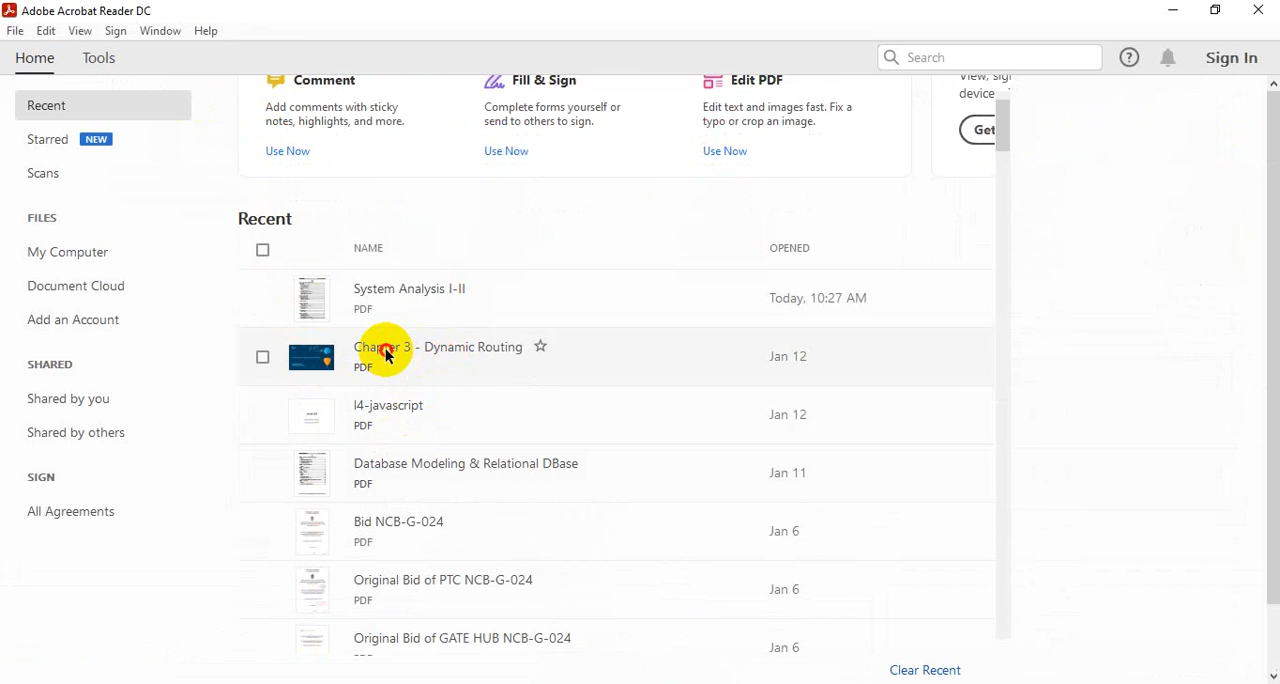 Adobe Acrobat Reader DC
File Edit View Sign Window Help
Home Tools Search Sign In
Recent
Starred NEW
Scans
FILES
My Computer
Document Cloud
Add an Account
SHARED
Shared by you
Shared by others
SIGN
All Agreements
Comment
Add comments with sticky
notes, highlights, and more.
Use Now
Fill & Sign
Complete forms yourself or
send to others to sign.
Use Now
Edit PDF
Edit text and images fast. Fix a
typo or crop an image.
Use Now
View, sign
device
Get
Recent
NAME OPENED
System Analysis I-II
PDF
Today, 10:27 AM
Chapter 3 - Dynamic Routing
PDF
Jan 12
l4-javascript
PDF
Jan 12
Database Modeling & Relational DBase
PDF
Jan 11
Bid NCB-G-024
PDF
Jan 6
Original Bid of PTC NCB-G-024
PDF
Jan 6
Original Bid of GATE HUB NCB-G-024
Jan 6
Clear Recent